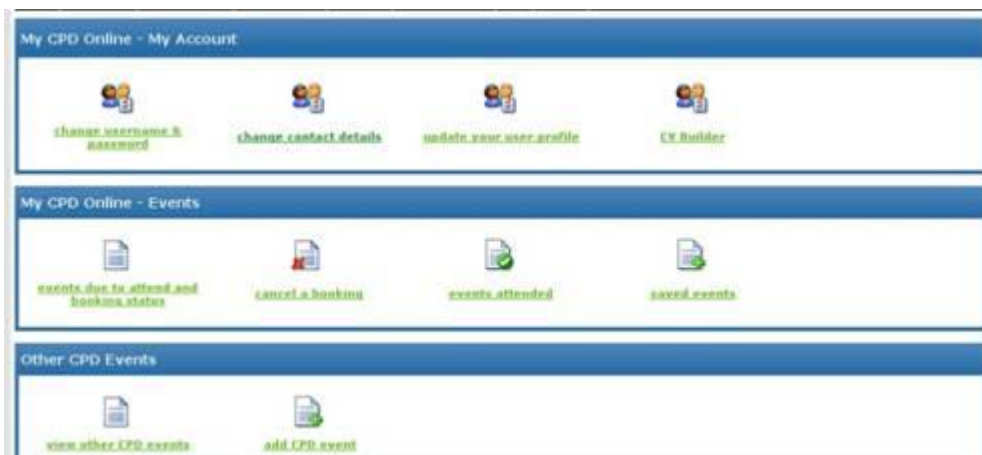 My CPD Online - My Account
change username &
password
change contact details
update your user profile
CV Builder
My CPD Online - Events
events due to attend and
booking status
cancel a booking
events attended
saved events
Other CPD Events
view other CPD events
add CPD event